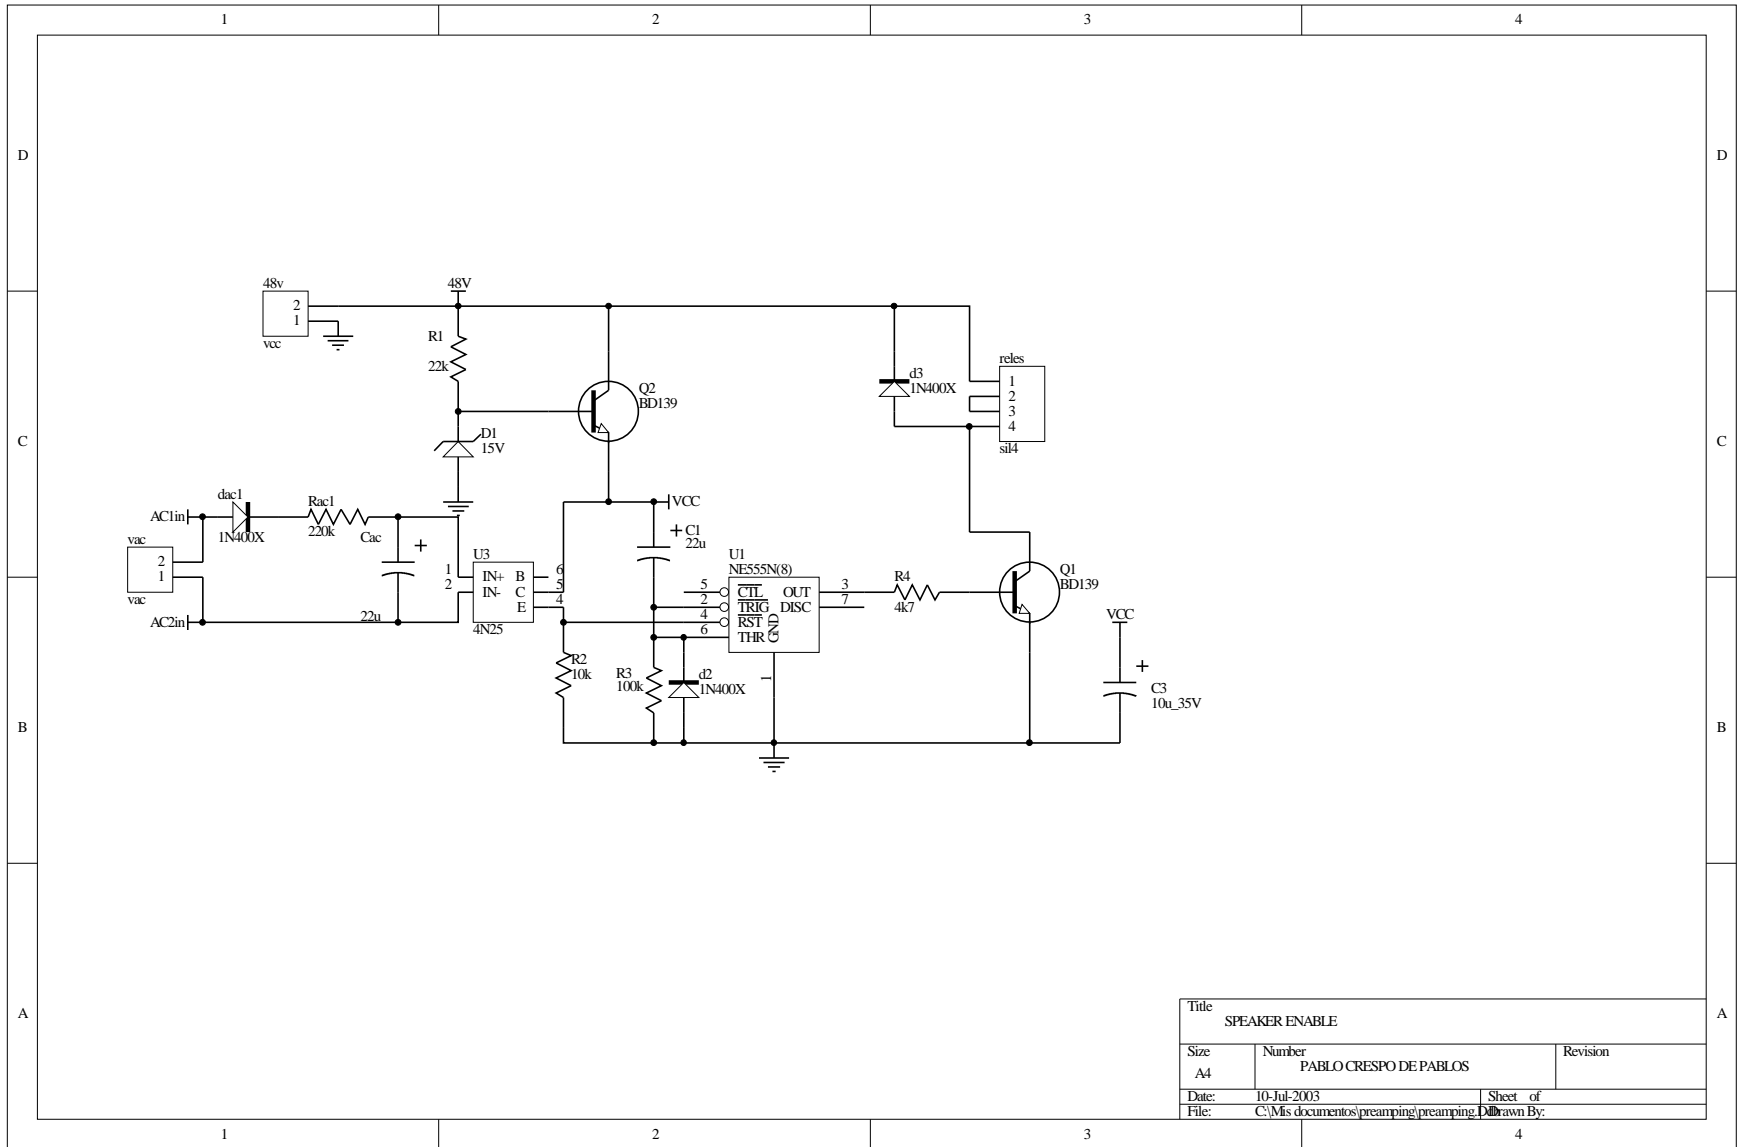 1 2 3 4
D D
48v 48V
2
1
vcc
R1
22k
reles
d3
1N400X
1
2
3
4
sil4
Q2
BD139
C C
D1
15V
dac1
1N400X
Rac1
220k
AC1in
VCC
Cac
+
+ C1
22u
vac
2
1
vac
U3
1 IN+ B 6
2 IN- C 5
E 4
4N25
U1
NE555N(8)
5 CTL OUT 3
2 TRIG DISC 7
4 RST
6 THR
GND
1
R4
4k7
Q1
BD139
AC2in
22u
VCC
+
C3
10u_35V
R2
10k
R3
100k
d2
1N400X
B B
A A
Title
SPEAKER ENABLE
Size
A4
Number
PABLO CRESPO DE PABLOS
Revision
Date: 10-Jul-2003 Sheet of
File: C:\Mis documentos\preamping\preamping.Ddb Drawn By:
1 2 3 4